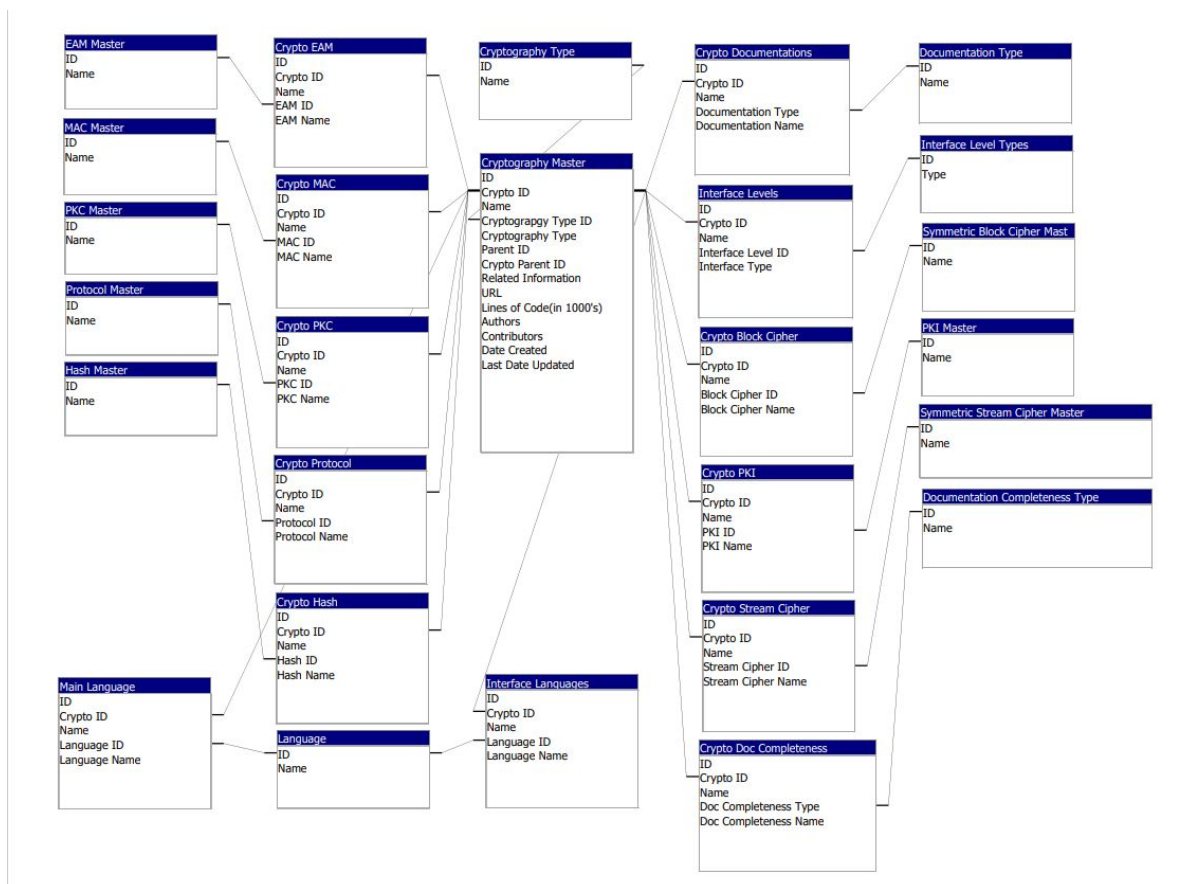 EAM Master
ID
Name
MAC Master
ID
Name
PKC Master
ID
Name
Protocol Master
ID
Name
Hash Master
ID
Name
Main Language
ID
Crypto ID
Name
Language ID
Language Name
Crypto EAM
ID
Crypto ID
Name
EAM ID
EAM Name
Crypto MAC
ID
Crypto ID
Name
MAC ID
MAC Name
Crypto PKC
ID
Crypto ID
Name
PKC ID
PKC Name
Crypto Protocol
ID
Crypto ID
Name
Protocol ID
Protocol Name
Crypto Hash
ID
Crypto ID
Name
Hash ID
Hash Name
Language
ID
Name
Cryptography Type
ID
Name
Cryptography Master
ID
Crypto ID
Name
Cryptograpgy Type ID
Cryptography Type
Parent ID
Crypto Parent ID
Related Information
URL
Lines of Code(in 1000's)
Authors
Contributors
Date Created
Last Date Updated
Interface Languages
ID
Crypto ID
Name
Language ID
Language Name
Crypto Documentations
ID
Crypto ID
Name
Documentation Type
Documentation Name
Interface Levels
ID
Crypto ID
Name
Interface Level ID
Interface Type
Crypto Block Cipher
ID
Crypto ID
Name
Block Cipher ID
Block Cipher Name
Crypto PKI
ID
Crypto ID
Name
PKI ID
PKI Name
Crypto Stream Cipher
ID
Crypto ID
Name
Stream Cipher ID
Stream Cipher Name
Crypto Doc Completeness
ID
Crypto ID
Name
Doc Completeness Type
Doc Completeness Name
Documentation Type
ID
Name
Interface Level Types
ID
Type
Symmetric Block Cipher Mast
ID
Name
PKI Master
ID
Name
Symmetric Stream Cipher Master
ID
Name
Documentation Completeness Type
ID
Name